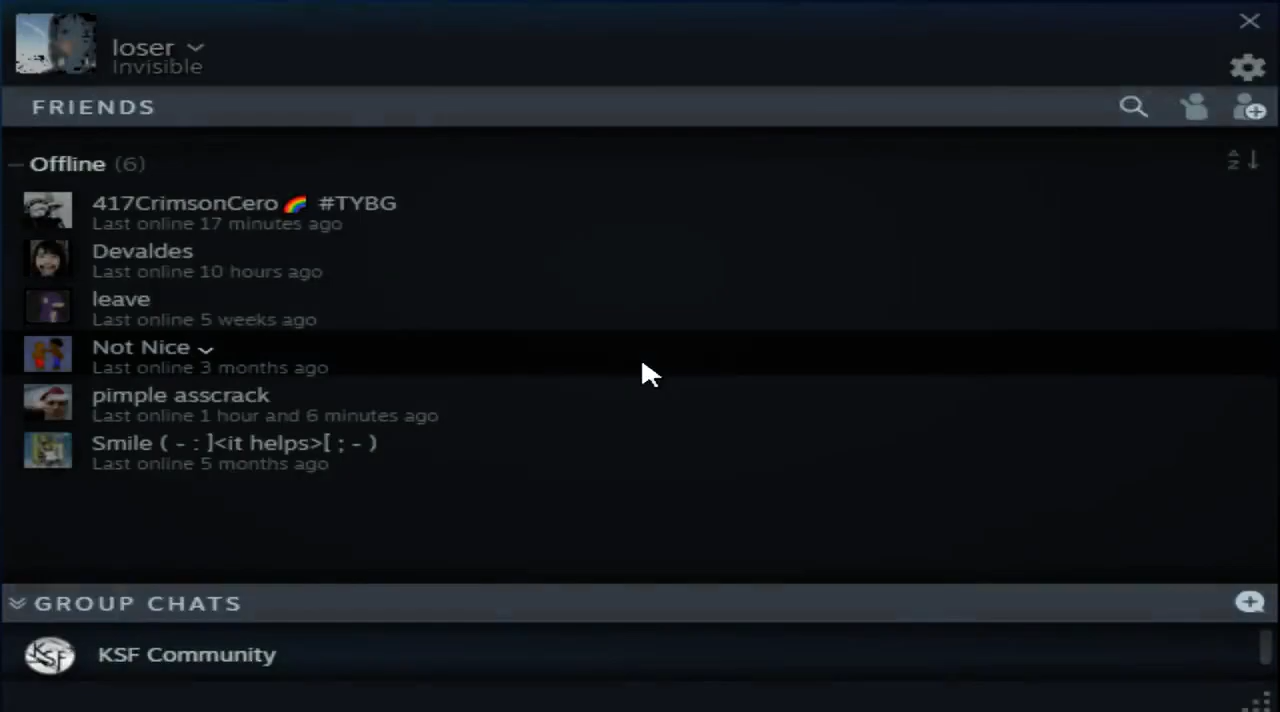 loser
Invisible
FRIENDS
Offline (6)
417CrimsonCero🌈 #TYBG
Last online 17 minutes ago
Devaldes
Last online 10 hours ago
leave
Last online 5 weeks ago
Not Nice
Last online 3 months ago
pimple asscrack
Last online 1 hour and 6 minutes ago
Smile ( - : ]<it helps>[ ; - )
Last online 5 months ago
GROUP CHATS
KSF
KSF Community